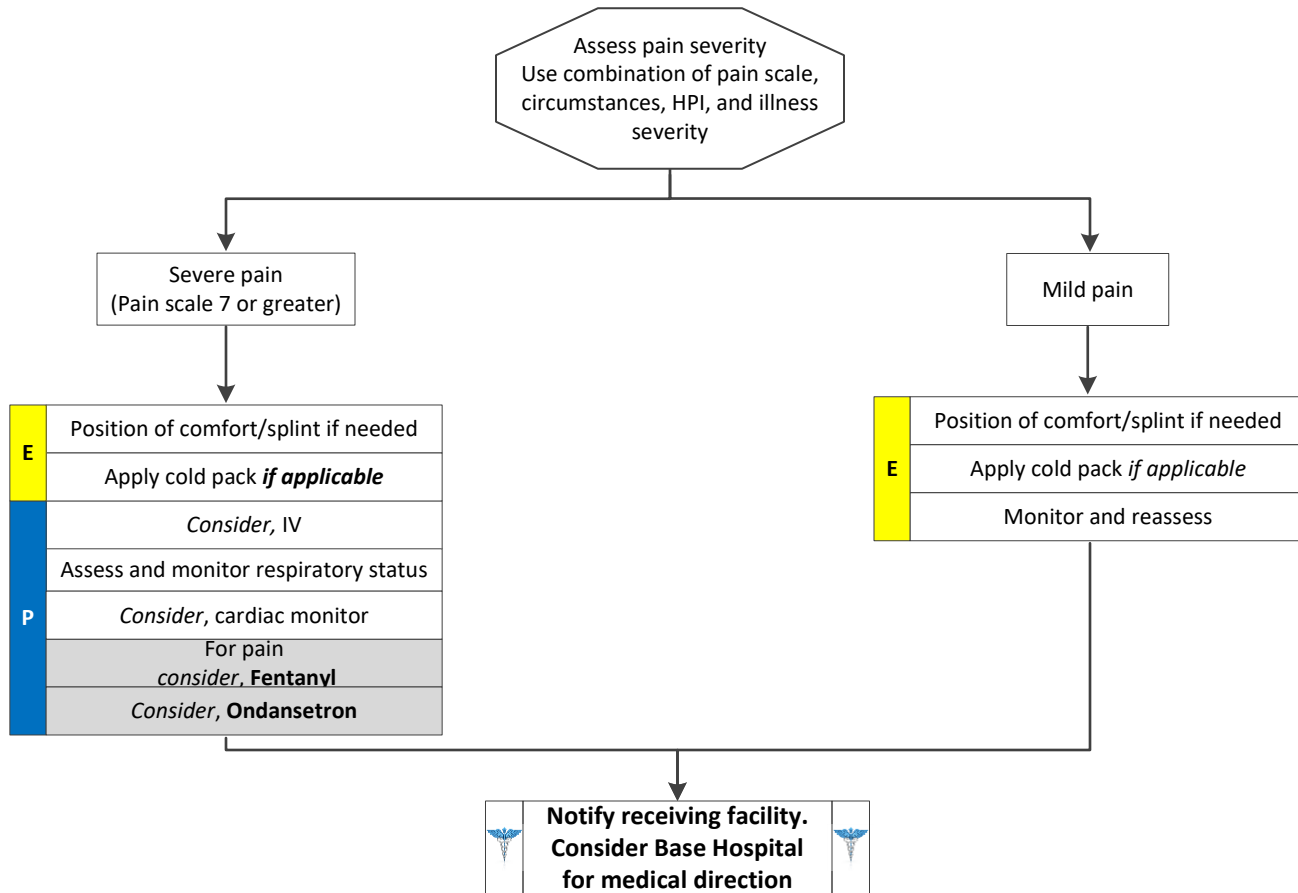 Assess pain severity
Use combination of pain scale,
circumstances, HPI, and illness
severity
Severe pain
(Pain scale 7 or greater)
Mild pain
E
Position of comfort/splint if needed
Apply cold pack if applicable
P
Consider, IV
Assess and monitor respiratory status
Consider, cardiac monitor
For pain
consider, Fentanyl
Consider, Ondansetron
E
Position of comfort/splint if needed
Apply cold pack if applicable
Monitor and reassess
Notify receiving facility.
Consider Base Hospital
for medical direction